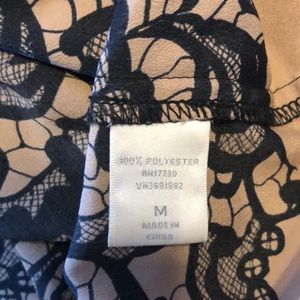 100% POLYESTER
RN17730
VN3681882
M
MADE IN
CHINA